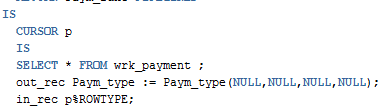 IS
CURSOR p
IS
SELECT * FROM wrk_payment ;
out_rec Paym_type := Paym_type(NULL,NULL,NULL,NULL);
in_rec p%ROWTYPE;